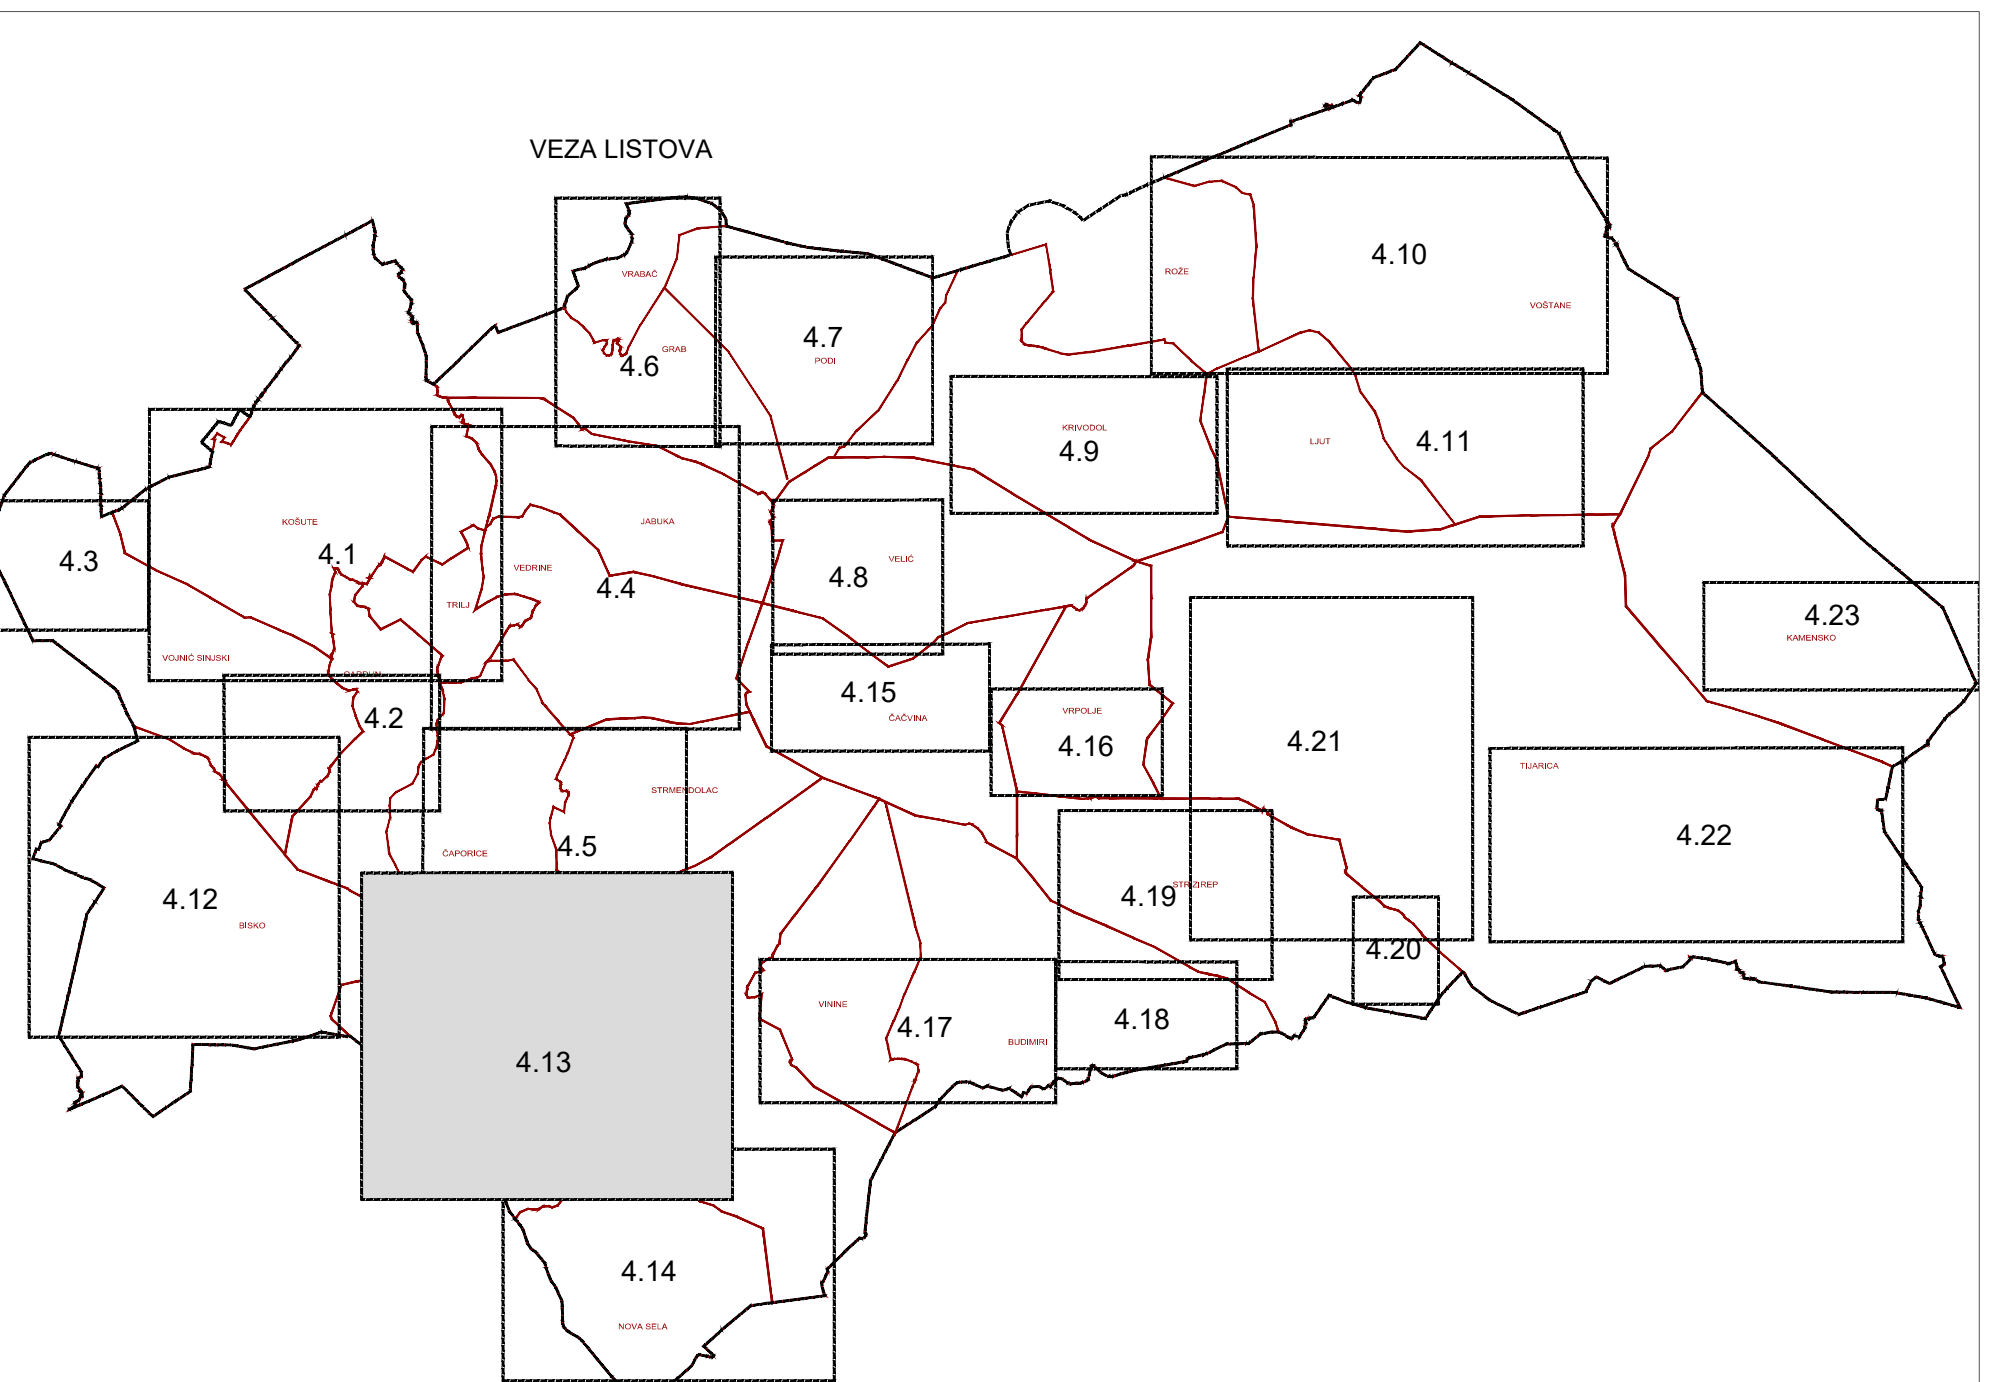 VEZA LISTOVA
4.10
VRABAČ
ROŽE
VOŠTANE
4.7
GRAB
PODI
4.6
KRIVODOL
4.9
LJUT
4.11
KOŠUTE
JABUKA
4.1
4.3
VEDRINE
4.4
VELIĆ
4.8
TRILJ
4.23
KAMENSKO
VOJNIĆ SINJSKI
4.15
ČAČVINA
4.2
VRPOLJE
4.16
4.21
TIJARICA
STRMENDOLAC
4.22
ČAPORICE
4.5
4.12
BISKO
4.19
STRIZIREP
4.20
VININE
4.17
4.18
BUDIMIRI
4.13
4.14
NOVA SELA